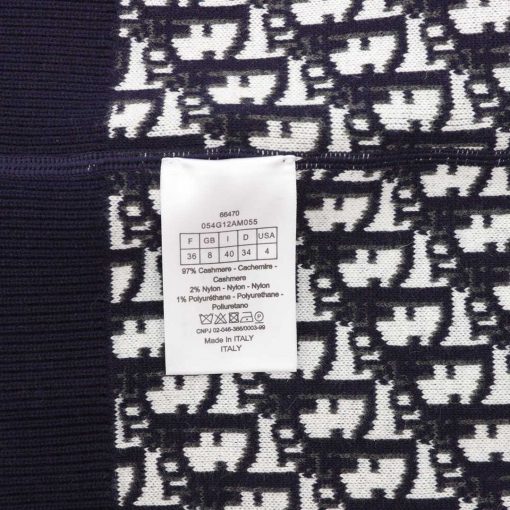 66470
054G12AM055
F GB I D USA
36 8 40 34 4
97% Cashmere - Cachemire -
Cashmere
2% Nylon - Nylon - Nylon
1% Polyuréthane - Polyurethane -
Poliuretano
CNPJ 02-046-366/0003-99
Made In ITALY
ITALY